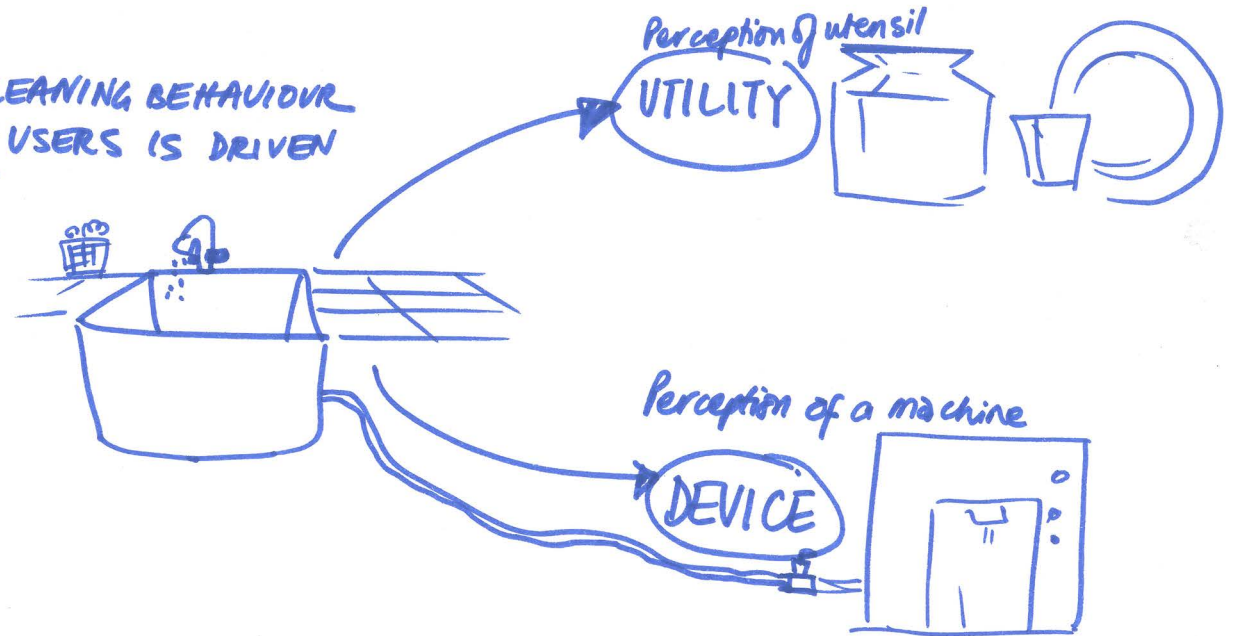 LEANING BEHAVIOUR
USERS IS DRIVEN
Perception of utensil
UTILITY
Perception of a machine
DEVICE